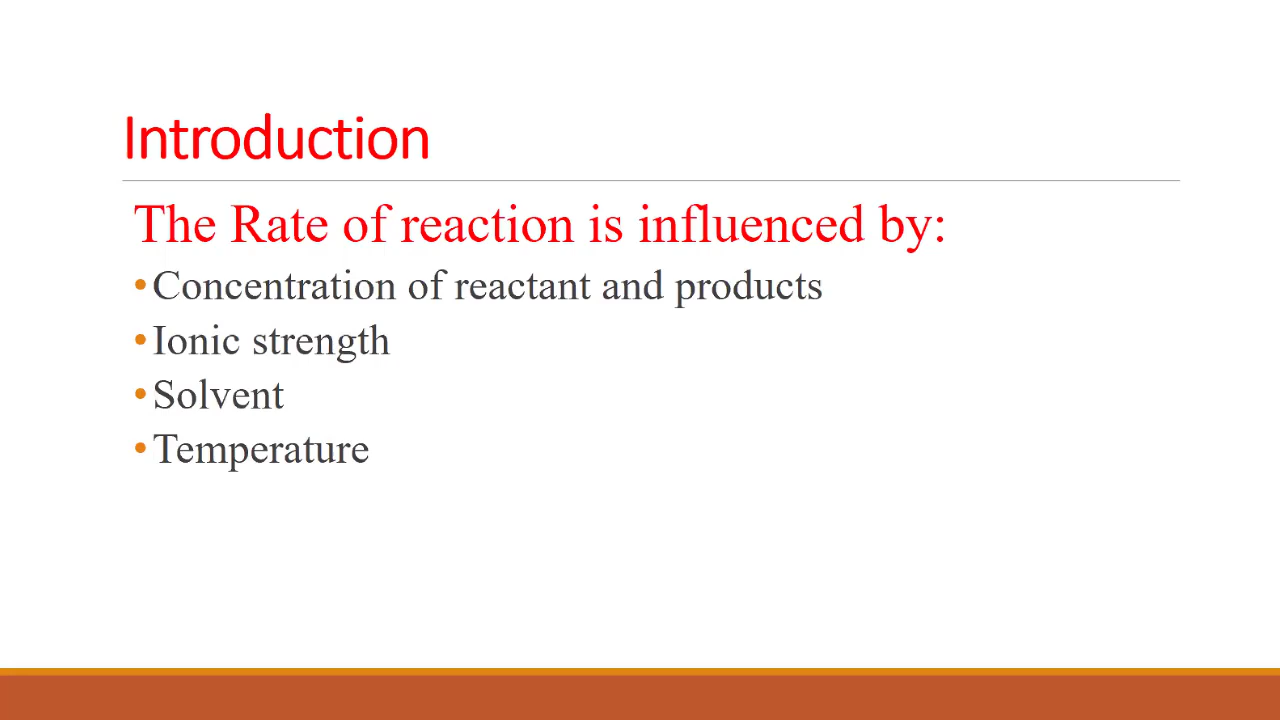 Introduction
The Rate of reaction is influenced by:
•Concentration of reactant and products
•Ionic strength
•Solvent
•Temperature